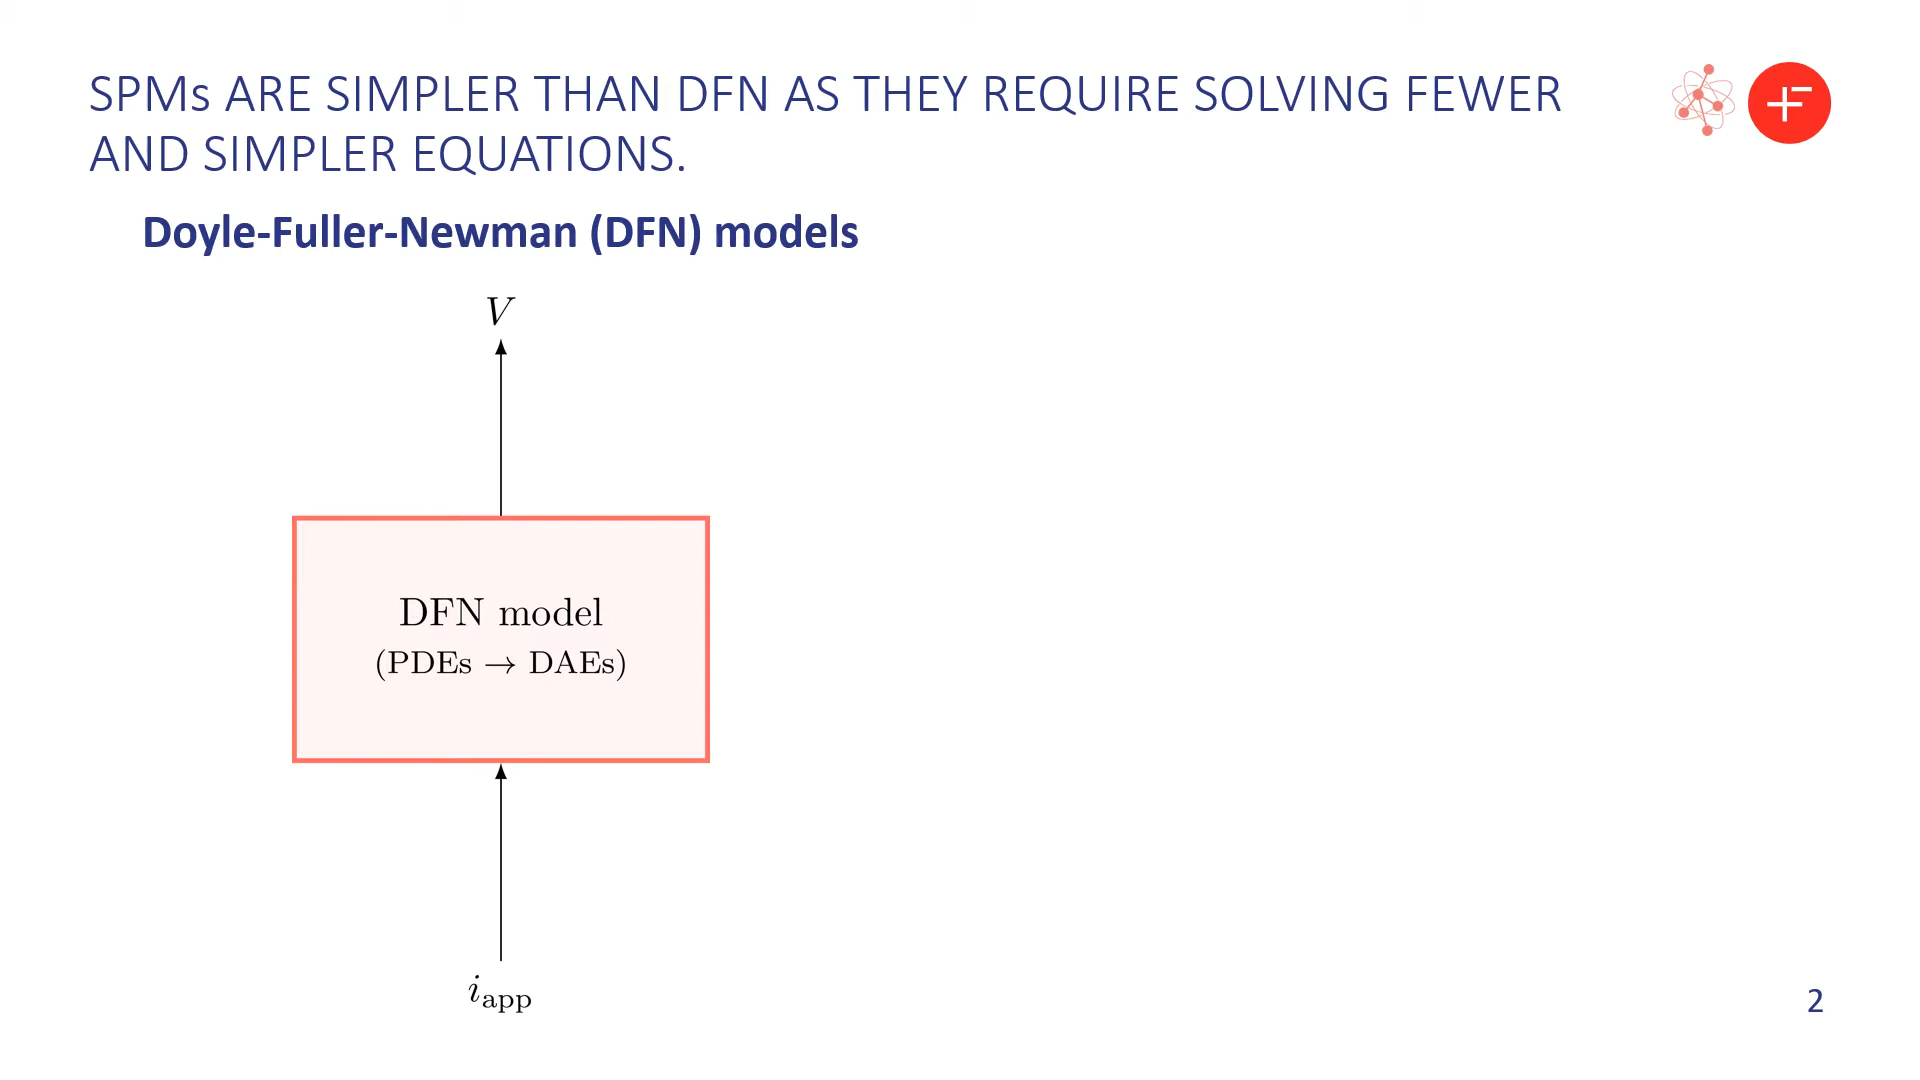 SPMs ARE SIMPLER THAN DFN AS THEY REQUIRE SOLVING FEWER
AND SIMPLER EQUATIONS.
Doyle-Fuller-Newman (DFN) models
V
DFN model
(PDEs → DAEs)
i_app
2